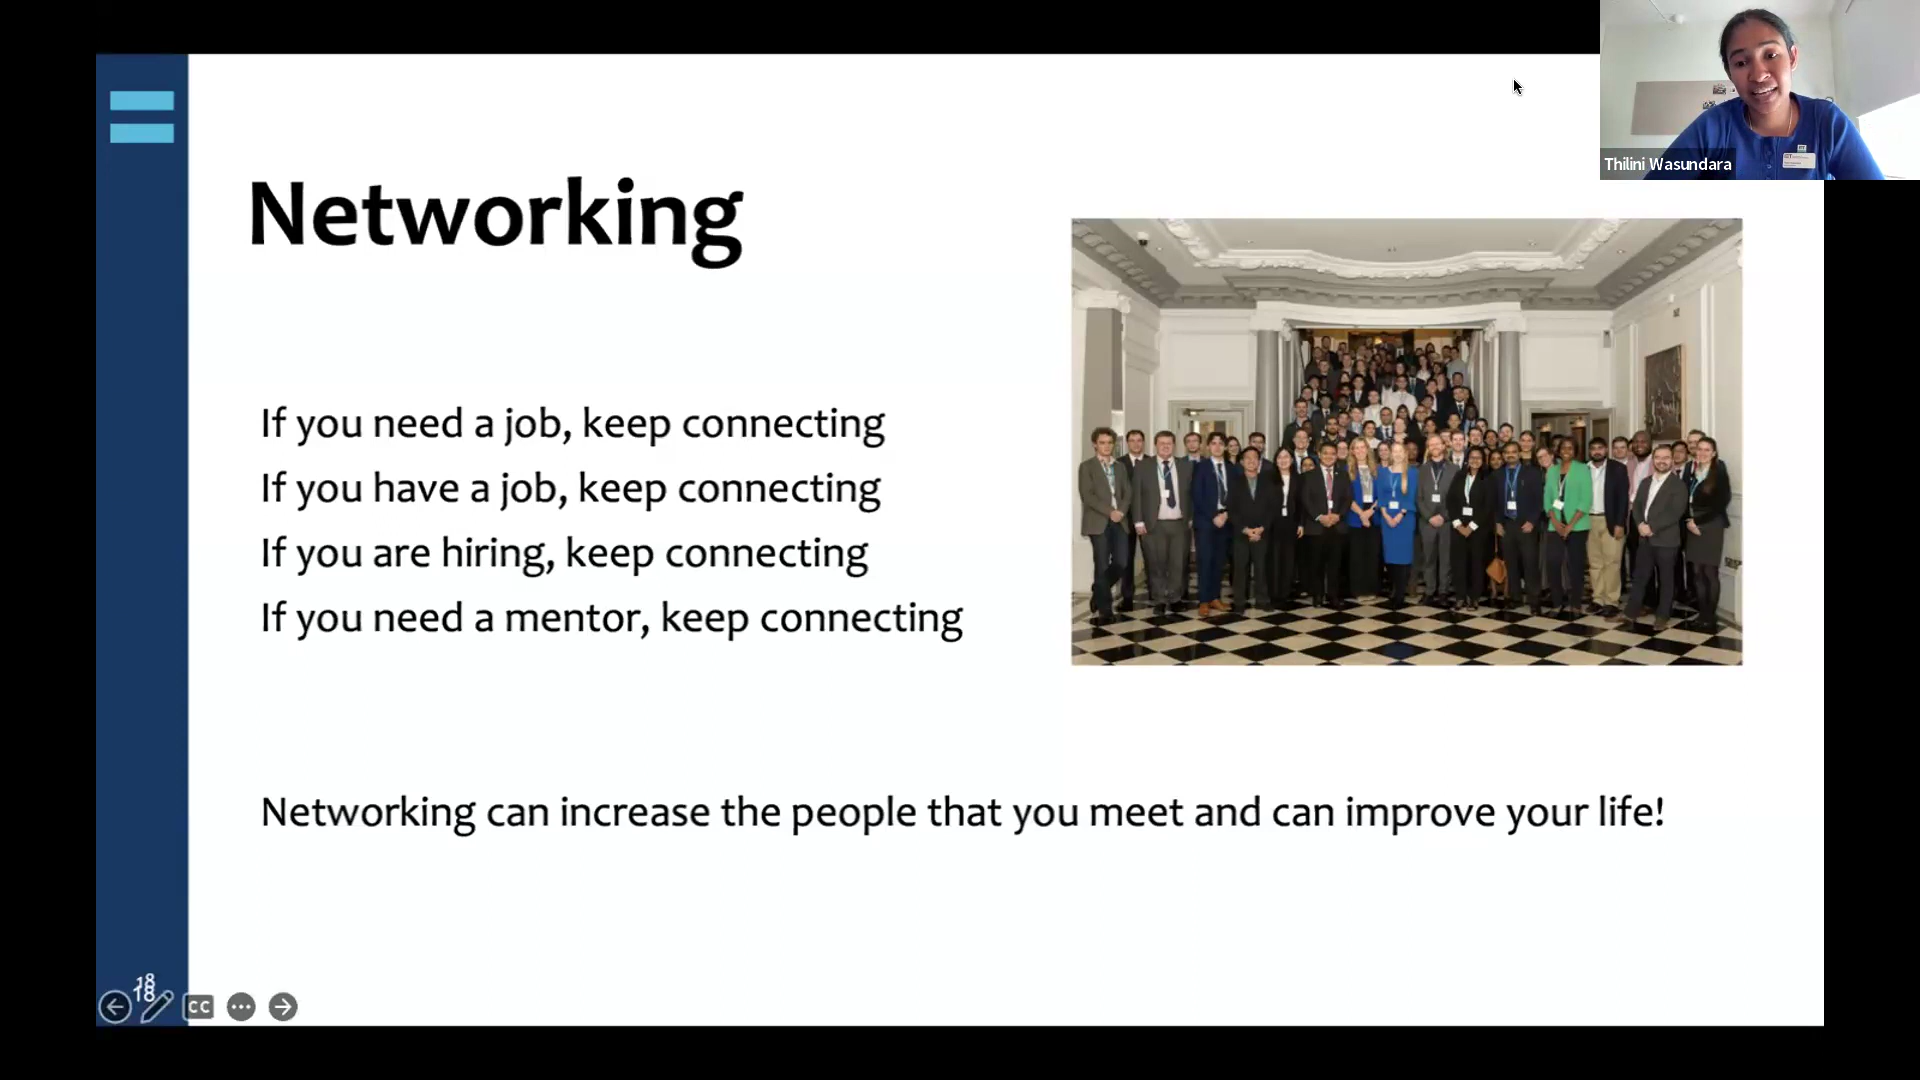 Thilini Wasundara
Networking
If you need a job, keep connecting
If you have a job, keep connecting
If you are hiring, keep connecting
If you need a mentor, keep connecting
Networking can increase the people that you meet and can improve your life!
18
18
CC